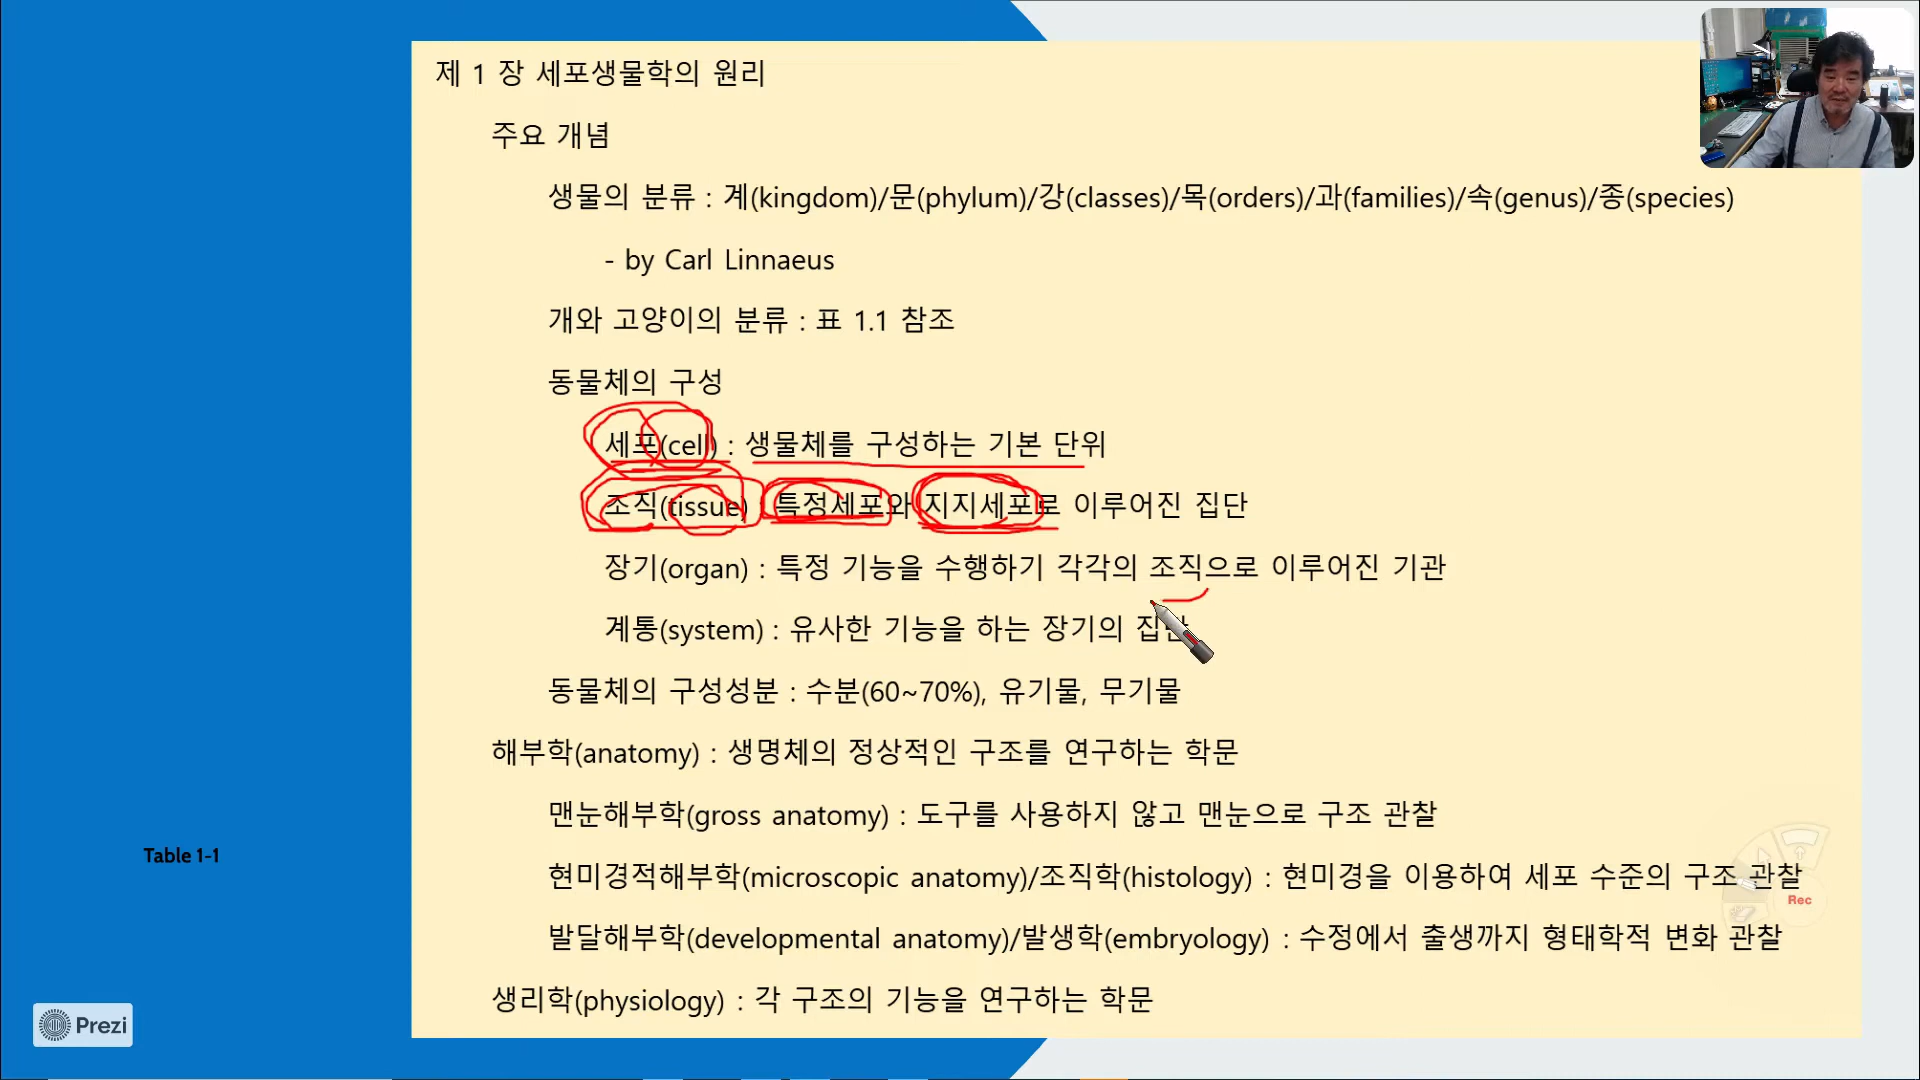 제 1 장 세포생물학의 원리
주요 개념
생물의 분류 : 계(kingdom)/문(phylum)/강(classes)/목(orders)/과(families)/속(genus)/종(species)
- by Carl Linnaeus
개와 고양이의 분류 : 표 1.1 참조
동물체의 구성
세포(cell) : 생물체를 구성하는 기본 단위
조직(tissue) : 특정세포와 지지세포로 이루어진 집단
장기(organ) : 특정 기능을 수행하기 각각의 조직으로 이루어진 기관
계통(system) : 유사한 기능을 하는 장기의 집단
동물체의 구성성분 : 수분(60~70%), 유기물, 무기물
해부학(anatomy) : 생명체의 정상적인 구조를 연구하는 학문
맨눈해부학(gross anatomy) : 도구를 사용하지 않고 맨눈으로 구조 관찰
현미경적해부학(microscopic anatomy)/조직학(histology) : 현미경을 이용하여 세포 수준의 구조 관찰
발달해부학(developmental anatomy)/발생학(embryology) : 수정에서 출생까지 형태학적 변화 관찰
생리학(physiology) : 각 구조의 기능을 연구하는 학문
Table 1-1
Rec
Prezi